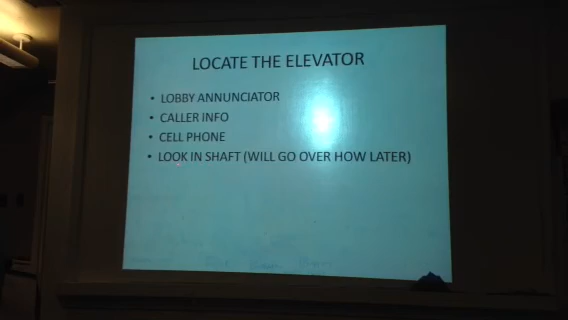 LOCATE THE ELEVATOR
• LOBBY ANNUNCIATOR
• CALLER INFO
• CELL PHONE
• LOOK IN SHAFT (WILL GO OVER HOW LATER)